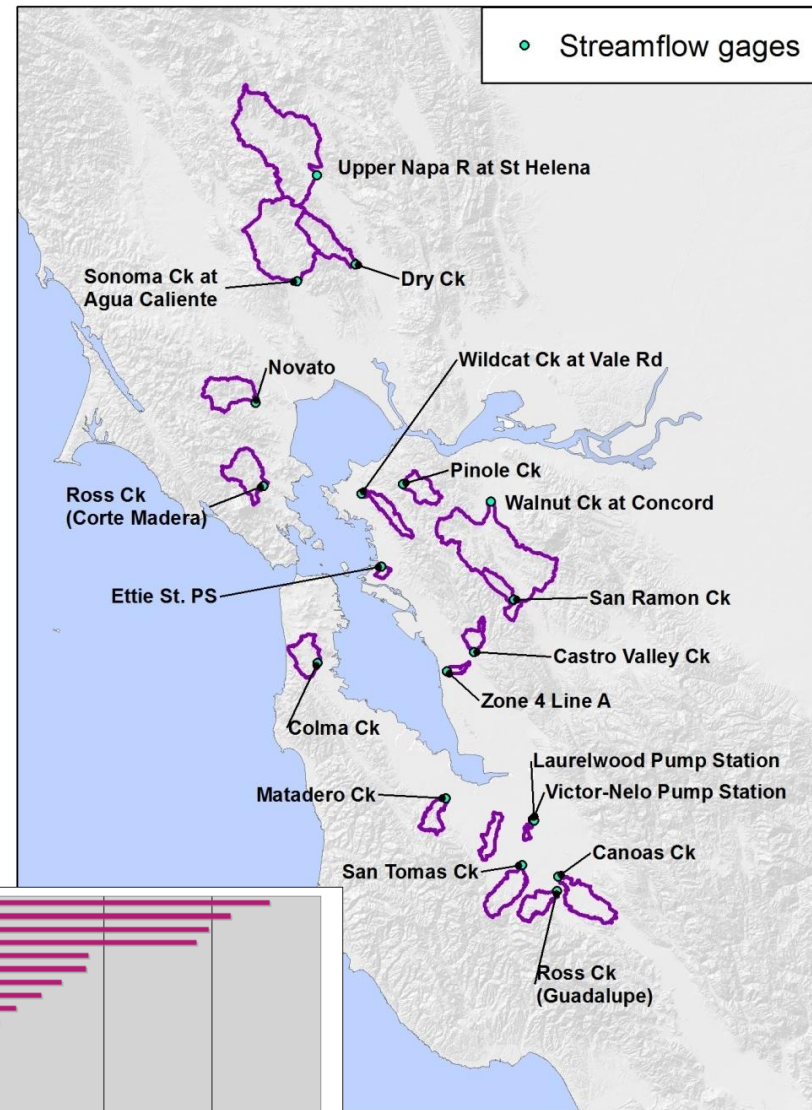 Streamflow gages
Upper Napa R at St Helena
Sonoma Ck at
Agua Caliente
Dry Ck
Novato
Wildcat Ck at Vale Rd
Pinole Ck
Ross Ck
(Corte Madera)
Walnut Ck at Concord
Ettie St. PS
San Ramon Ck
Castro Valley Ck
Zone 4 Line A
Colma Ck
Laurelwood Pump Station
Matadero Ck
Victor-Nelo Pump Station
Canoas Ck
San Tomas Ck
Ross Ck
(Guadalupe)